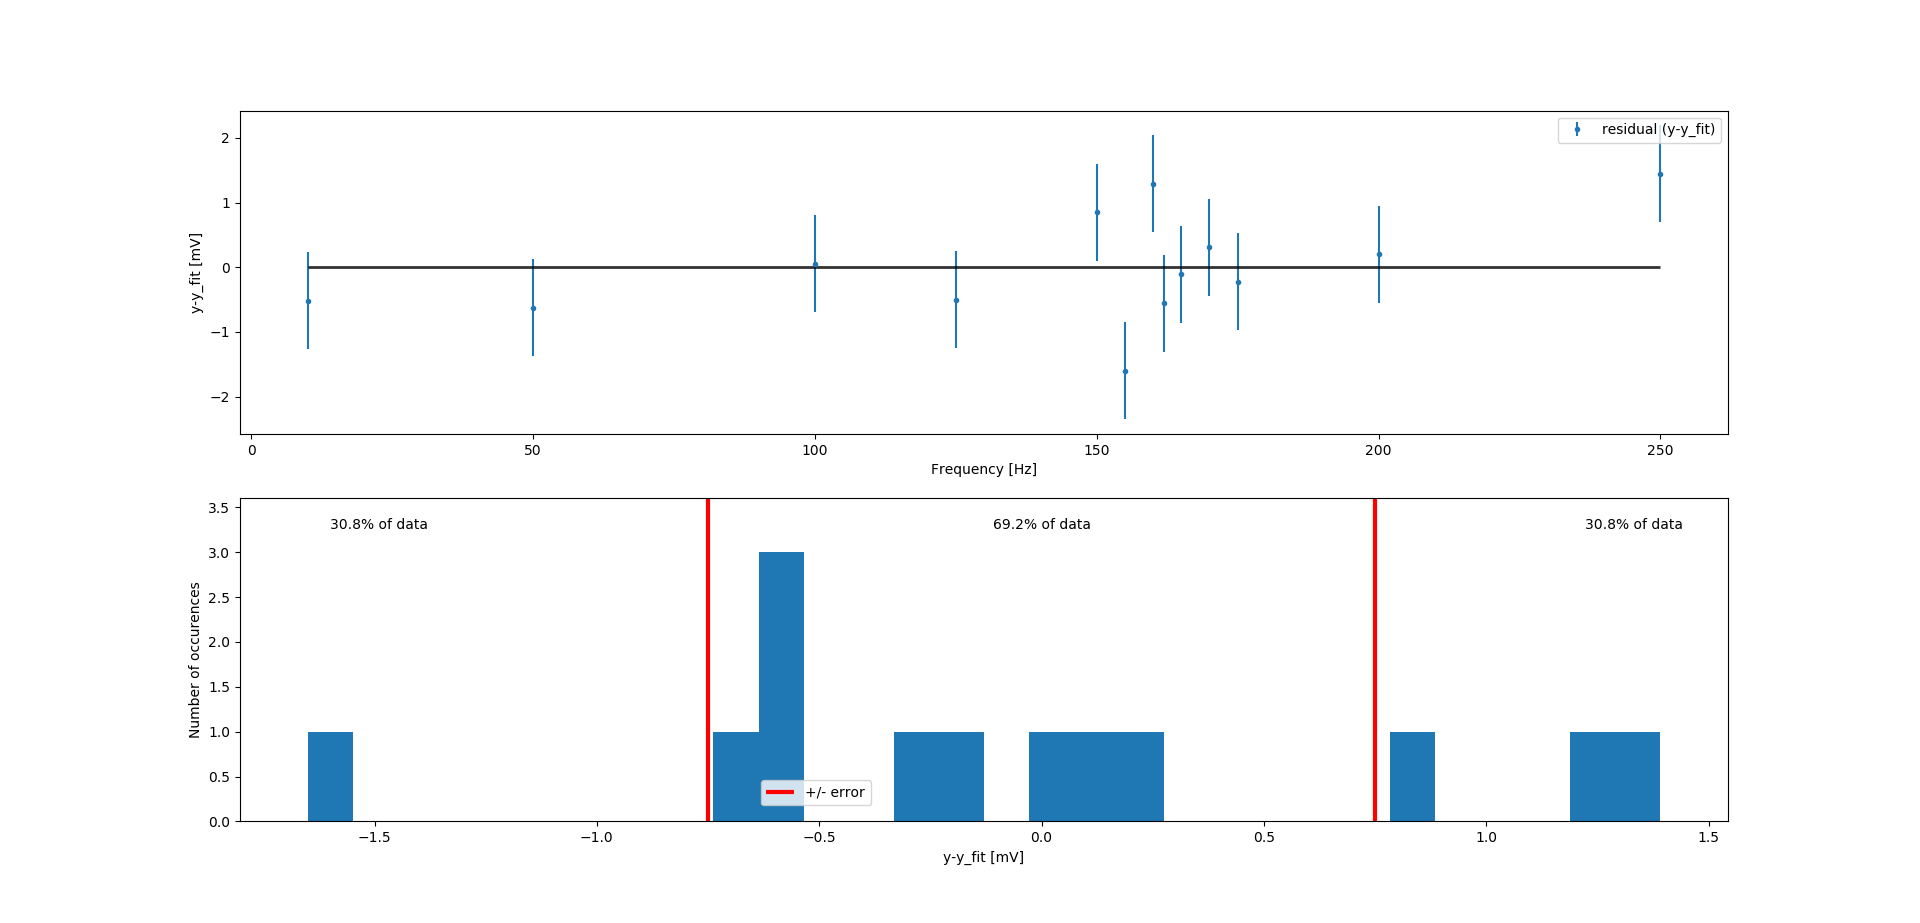 residual (y-y_fit)
2
1
0
−1
−2
y-y_fit [mV]
0
50
100
150
200
250
Frequency [Hz]
30.8% of data
69.2% of data
30.8% of data
3.5
3.0
2.5
2.0
1.5
1.0
0.5
0.0
Number of occurences
+/- error
−1.5
−1.0
−0.5
0.0
0.5
1.0
1.5
y-y_fit [mV]